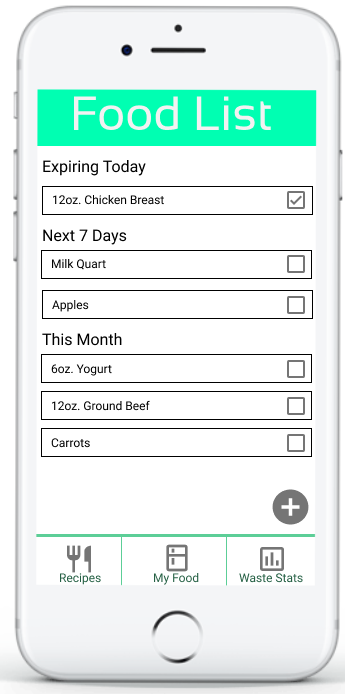 Food List
Expiring Today
12oz. Chicken Breast
Next 7 Days
Milk Quart
Apples
This Month
6oz. Yogurt
12oz. Ground Beef
Carrots
Recipes
My Food
Waste Stats